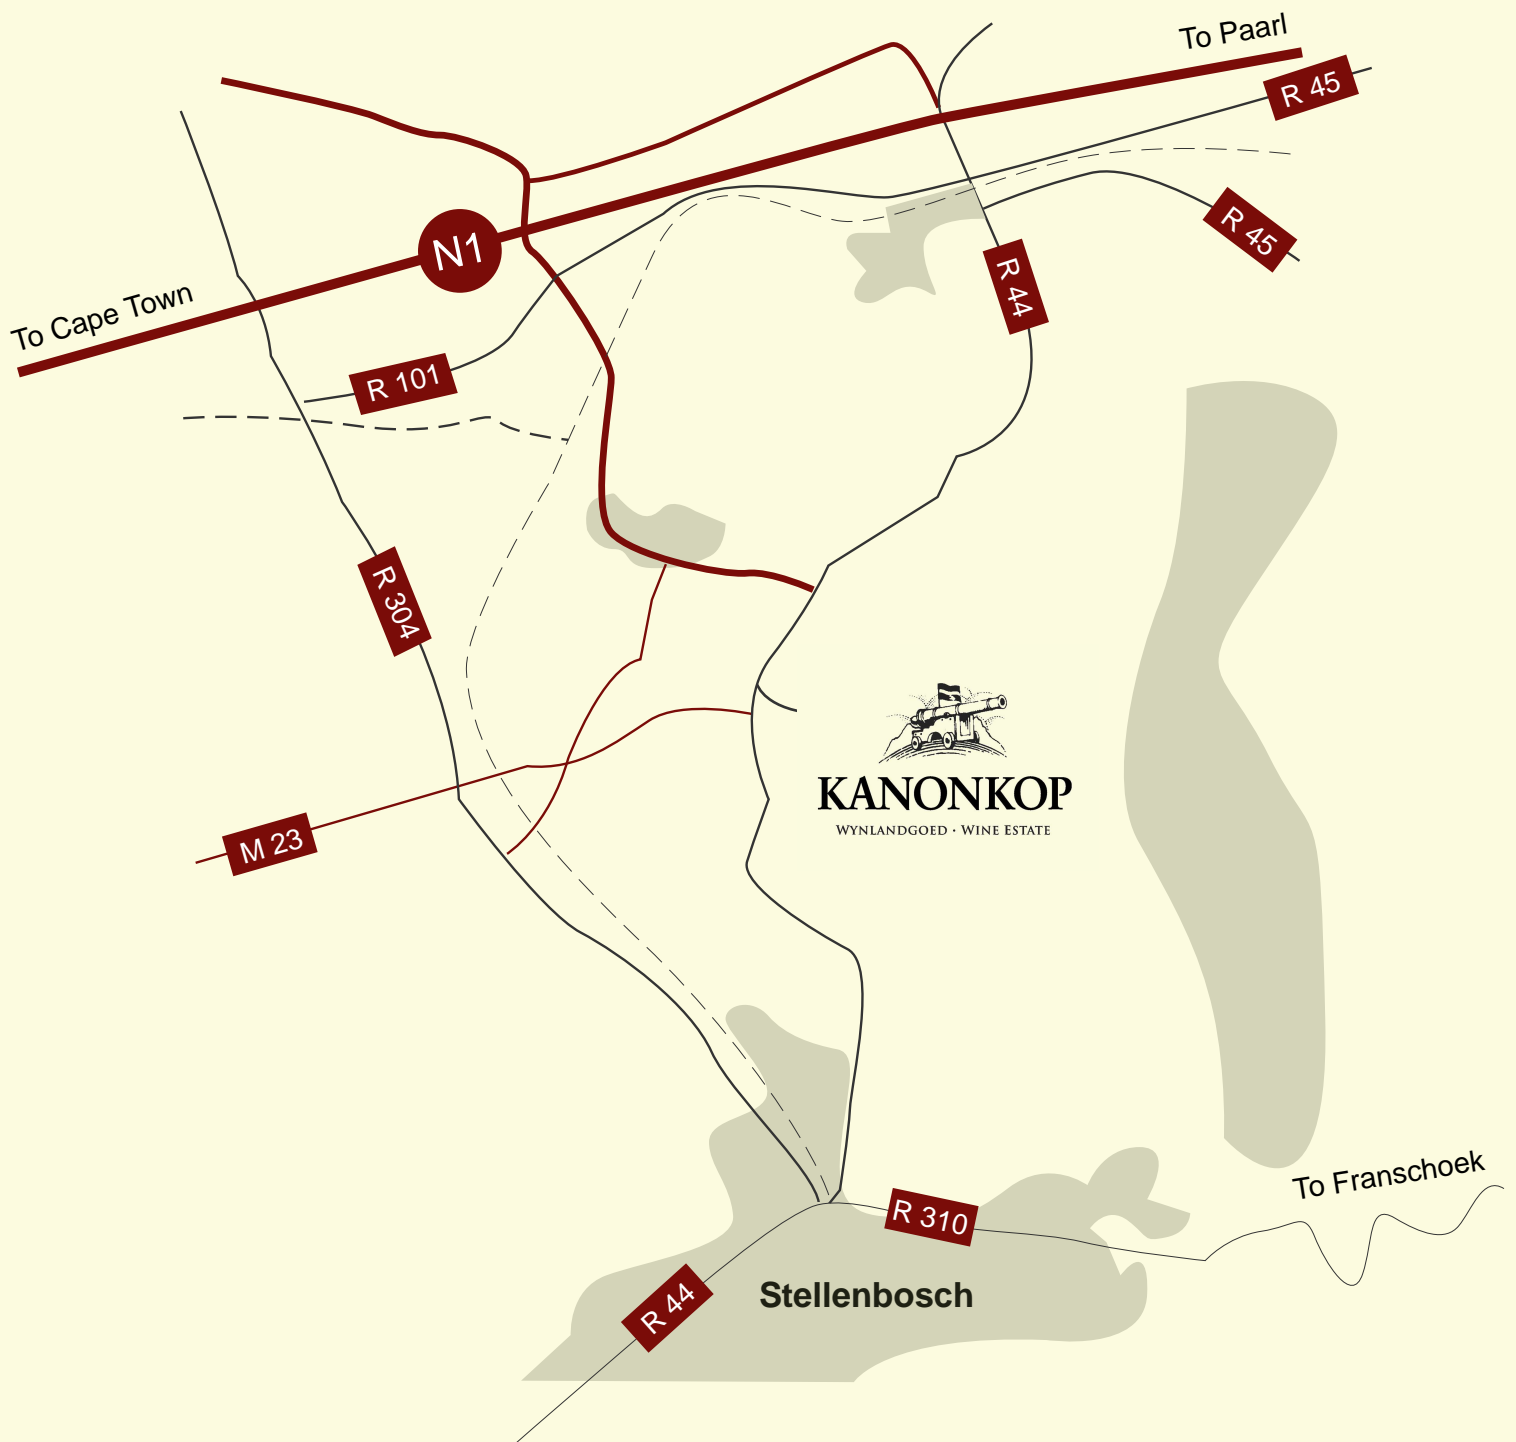 To Paarl
R 45
R 45
N1
R 44
To Cape Town
R 101
R 304
KANONKOP
WYNLANDGOED · WINE ESTATE
M 23
To Franschoek
R 310
Stellenbosch
R 44